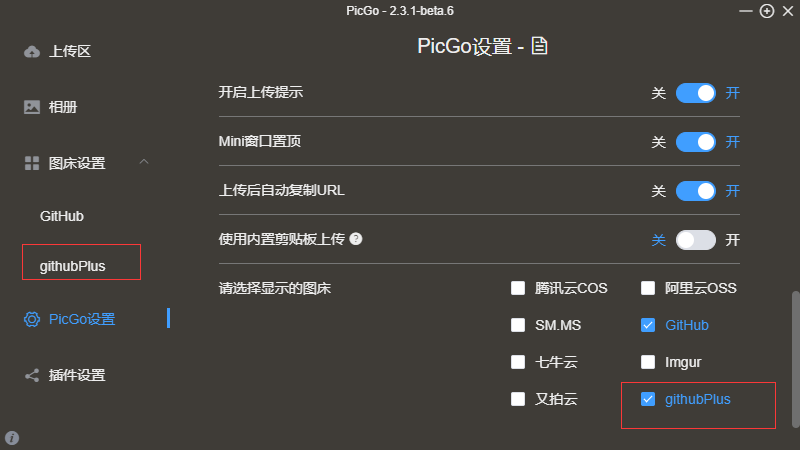 PicGo - 2.3.1-beta.6
上传区
相册
图床设置
GitHub
githubPlus
PicGo设置
插件设置
PicGo设置 -
开启上传提示 关 开
Mini窗口置顶 关 开
上传后自动复制URL 关 开
使用内置剪贴板上传 ? 关 开
请选择显示的图床 腾讯云COS 阿里云OSS
SM.MS GitHub
七牛云 Imgur
又拍云 githubPlus
i